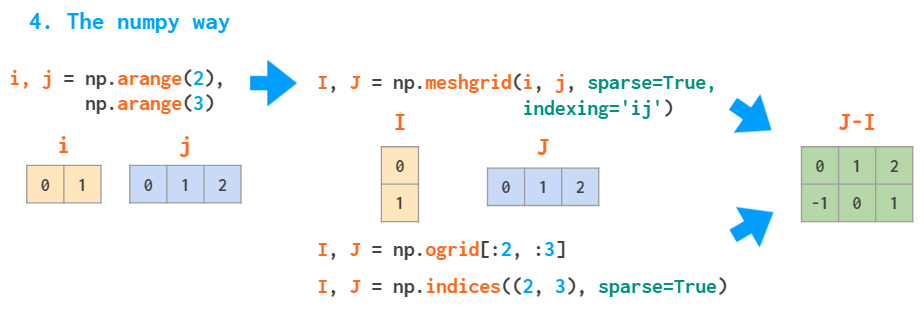 4. The numpy way
i, j = np.arange(2),
np.arange(3)
i
j
0 1
0 1 2
I, J = np.meshgrid(i, j, sparse=True,
indexing='ij')
I
0
1
J
0 1 2
I, J = np.ogrid[:2, :3]
I, J = np.indices((2, 3), sparse=True)
J-I
0 1 2
-1 0 1